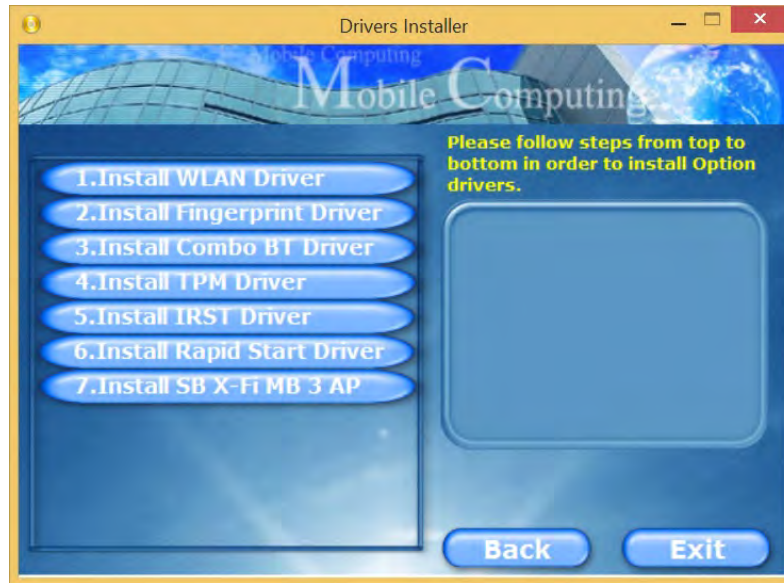 Drivers Installer
Mobile Computing
Mobile Computing
Please follow steps from top to
bottom in order to install Option
drivers.
1.Install WLAN Driver
2.Install Fingerprint Driver
3.Install Combo BT Driver
4.Install TPM Driver
5.Install IRST Driver
6.Install Rapid Start Driver
7.Install SB X-Fi MB 3 AP
Back
Exit